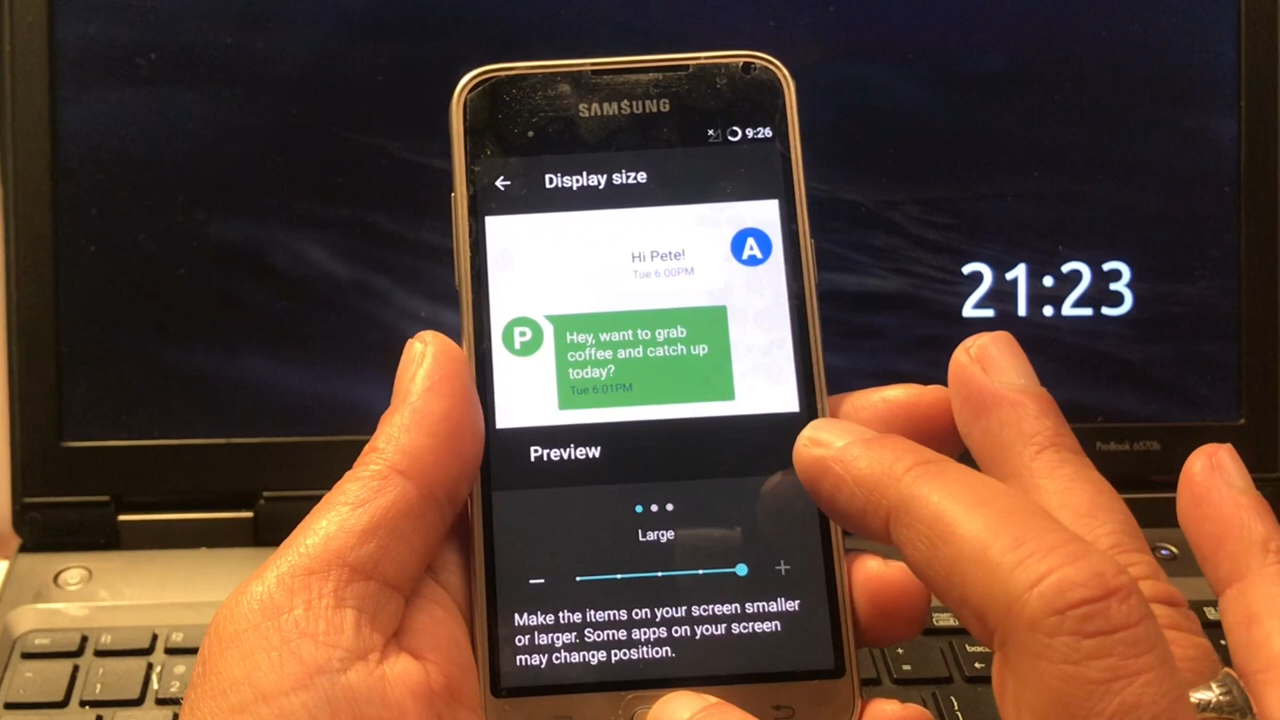 SAMSUNG
9:26
Display size
Hi Pete!
Tue 6:00PM
A
P
Hey, want to grab
coffee and catch up
today?
Tue 6:01PM
Preview
Large
Make the items on your screen smaller
or larger. Some apps on your screen
may change position.
21:23
ProBook 6570b